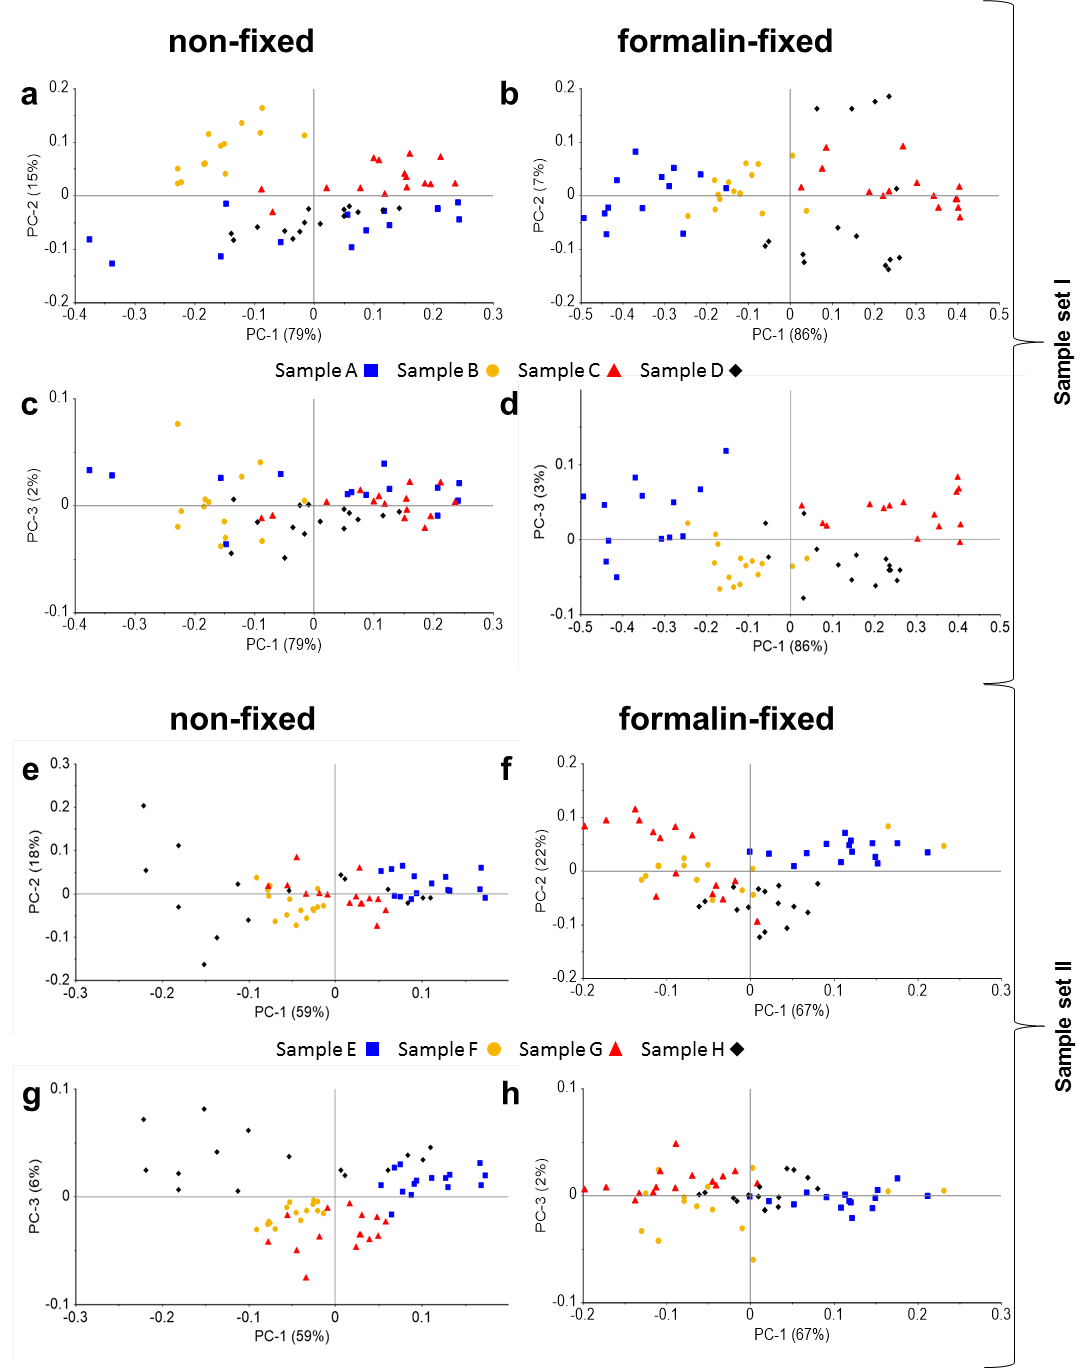 non-fixed
formalin-fixed
a
b
0.2
0.1
0
-0.1
-0.2
PC-2 (15%)
-0.4
-0.3
-0.2
-0.1
0
0.1
0.2
0.3
PC-1 (79%)
0.2
0.1
0
-0.1
-0.2
PC-2 (7%)
-0.5
-0.4
-0.3
-0.2
-0.1
0
0.1
0.2
0.3
0.4
0.5
PC-1 (86%)
Sample set I
Sample A
Sample B
Sample C
Sample D
c
d
0.1
0
-0.1
PC-3 (2%)
-0.4
-0.3
-0.2
-0.1
0
0.1
0.2
0.3
PC-1 (79%)
0.1
0
-0.1
PC-3 (3%)
-0.5
-0.4
-0.3
-0.2
-0.1
0
0.1
0.2
0.3
0.4
0.5
PC-1 (86%)
non-fixed
formalin-fixed
e
f
0.3
0.2
0.1
0
-0.1
-0.2
PC-2 (18%)
-0.3
-0.2
-0.1
0
0.1
PC-1 (59%)
0.2
0.1
0
-0.1
-0.2
PC-2 (22%)
-0.2
-0.1
0
0.1
0.2
0.3
PC-1 (67%)
Sample set II
Sample E
Sample F
Sample G
Sample H
g
h
0.1
0
-0.1
PC-3 (6%)
-0.3
-0.2
-0.1
0
0.1
PC-1 (59%)
0.1
0
-0.1
PC-3 (2%)
-0.2
-0.1
0
0.1
0.2
0.3
PC-1 (67%)